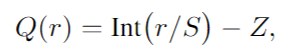 Q(r) = Int(r/S) − Z,